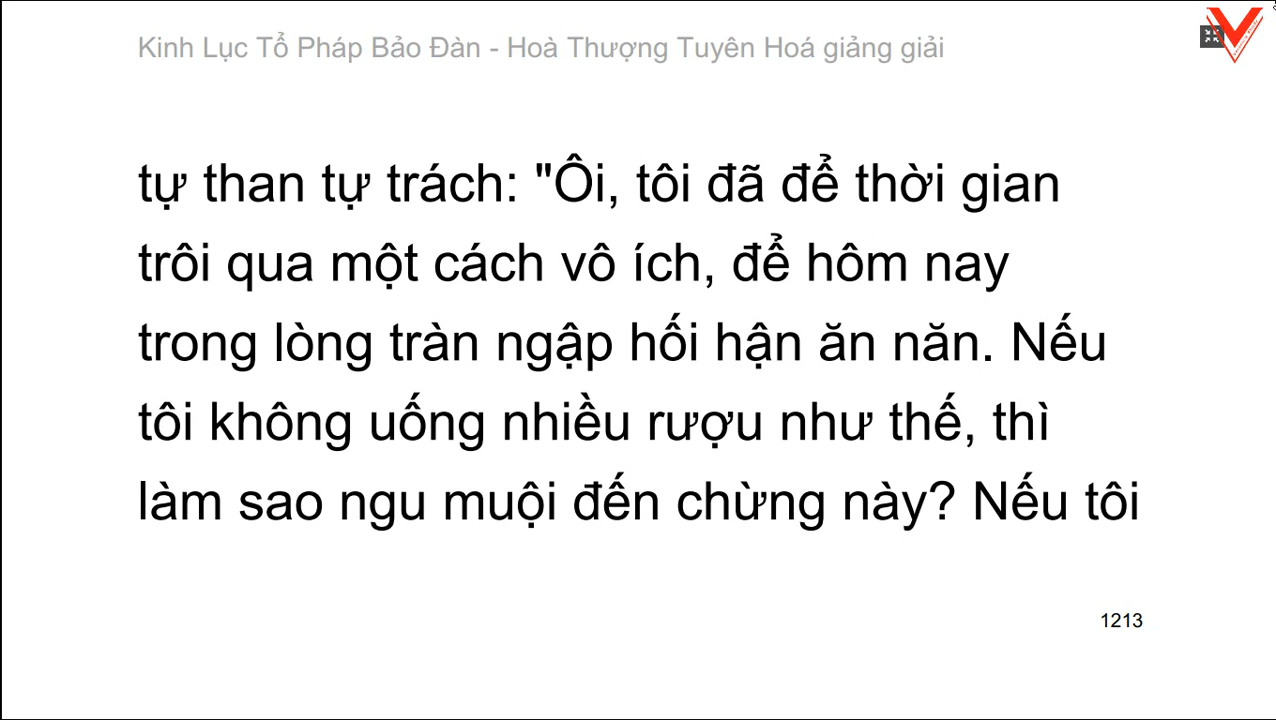 Kinh Lục Tổ Pháp Bảo Đàn - Hoà Thượng Tuyên Hoá giảng giải
tự than tự trách: "Ôi, tôi đã để thời gian
trôi qua một cách vô ích, để hôm nay
trong lòng tràn ngập hối hận ăn năn. Nếu
tôi không uống nhiều rượu như thế, thì
làm sao ngu muội đến chừng này? Nếu tôi
1213